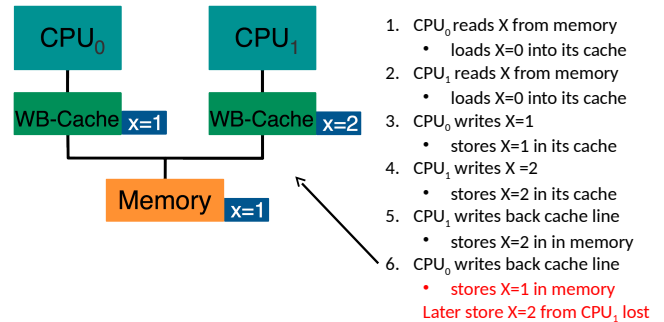 CPU0
CPU1
WB-Cache
x=1
WB-Cache
x=2
Memory
x=1
1. CPU0 reads X from memory
• loads X=0 into its cache
2. CPU1 reads X from memory
• loads X=0 into its cache
3. CPU0 writes X=1
• stores X=1 in its cache
4. CPU1 writes X =2
• stores X=2 in its cache
5. CPU1 writes back cache line
• stores X=2 in in memory
6. CPU0 writes back cache line
• stores X=1 in memory
Later store X=2 from CPU1 lost